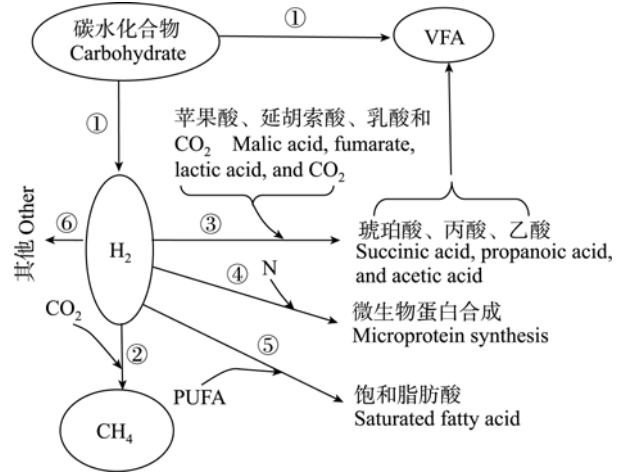 碳水化合物
Carbohydrate
①
VFA
①
苹果酸、延胡索酸、乳酸和
CO₂ Malic acid, fumarate,
lactic acid, and CO₂
其他 Other
⑥
H₂
③
琥珀酸、丙酸、乙酸
Succinic acid, propanoic acid,
and acetic acid
④
N
微生物蛋白合成
Microprotein synthesis
CO₂
②
⑤
PUFA
饱和脂肪酸
Saturated fatty acid
CH₄